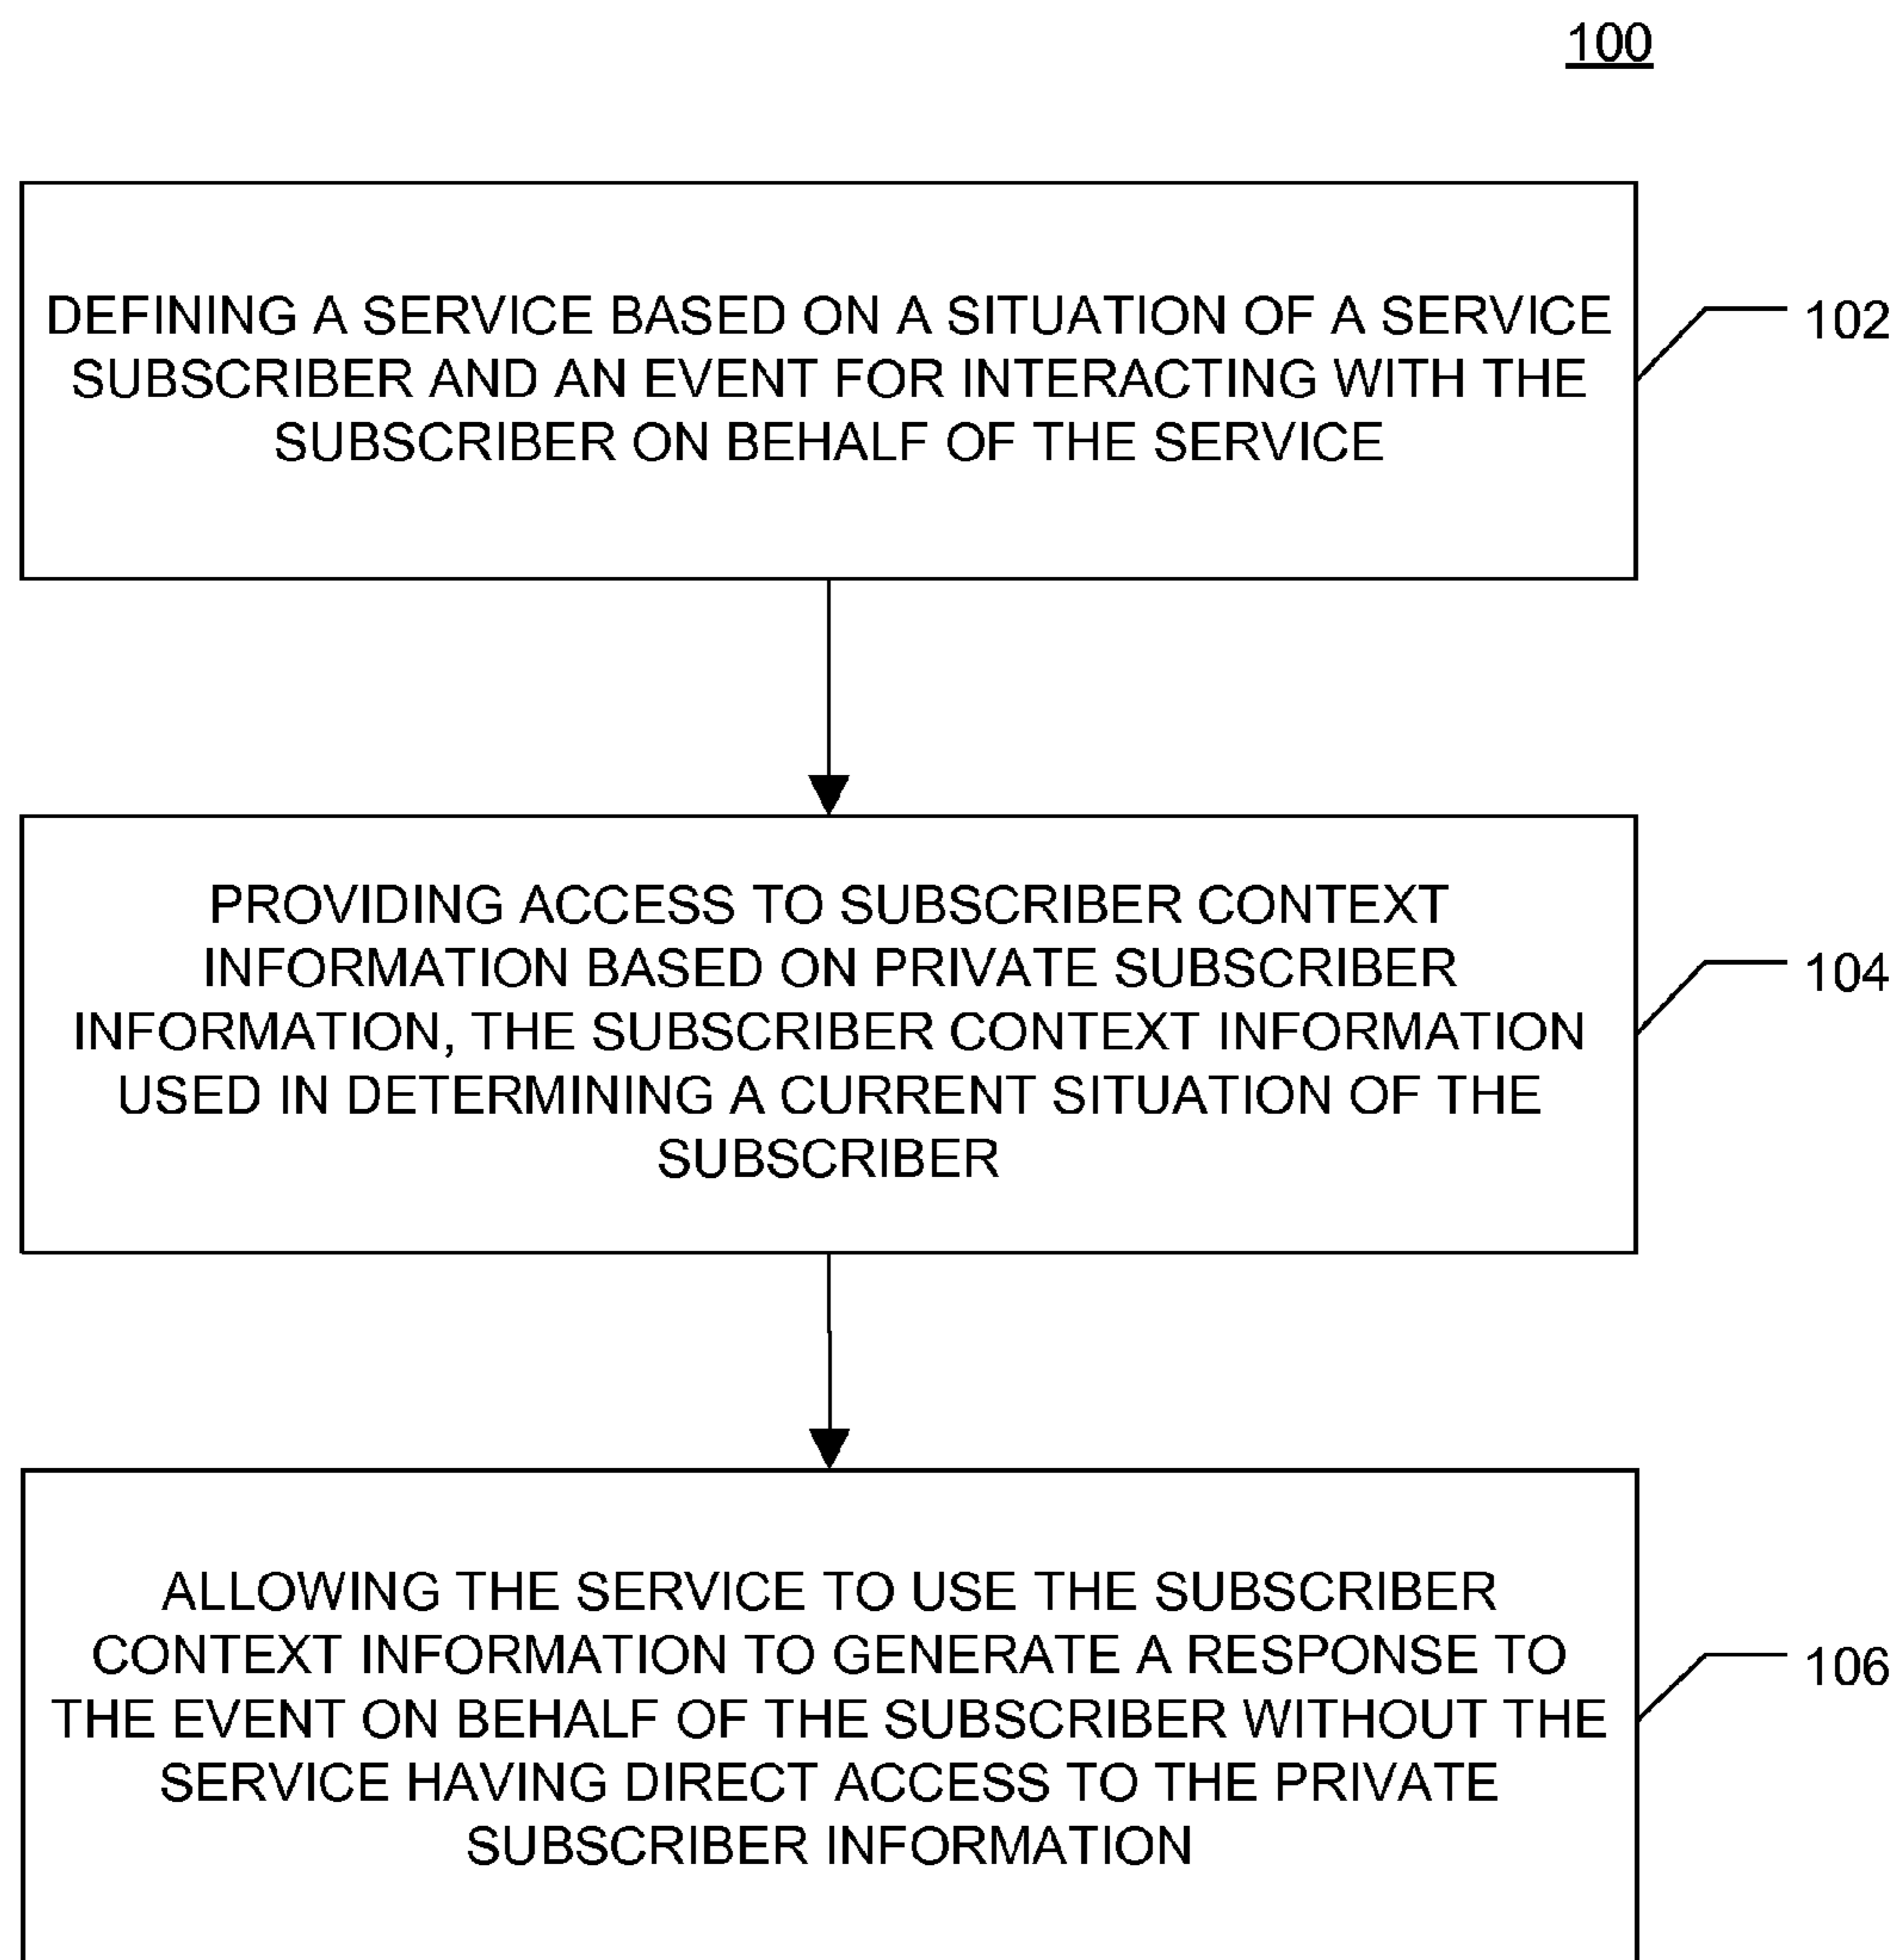 100
DEFINING A SERVICE BASED ON A SITUATION OF A SERVICE
SUBSCRIBER AND AN EVENT FOR INTERACTING WITH THE
SUBSCRIBER ON BEHALF OF THE SERVICE
102
PROVIDING ACCESS TO SUBSCRIBER CONTEXT
INFORMATION BASED ON PRIVATE SUBSCRIBER
INFORMATION, THE SUBSCRIBER CONTEXT INFORMATION
USED IN DETERMINING A CURRENT SITUATION OF THE
SUBSCRIBER
104
ALLOWING THE SERVICE TO USE THE SUBSCRIBER
CONTEXT INFORMATION TO GENERATE A RESPONSE TO
THE EVENT ON BEHALF OF THE SUBSCRIBER WITHOUT THE
SERVICE HAVING DIRECT ACCESS TO THE PRIVATE
SUBSCRIBER INFORMATION
106